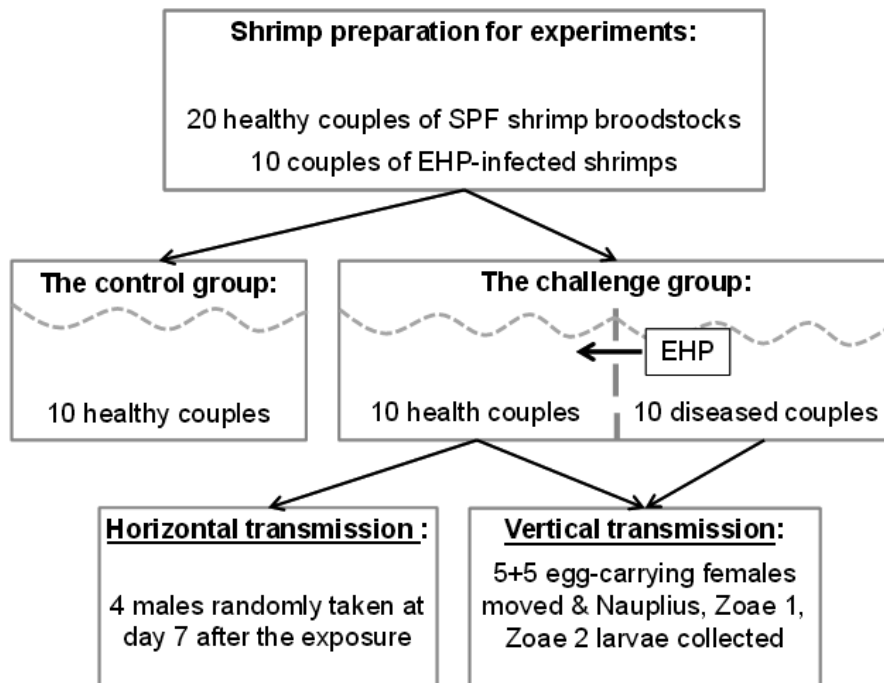 Shrimp preparation for experiments:
20 healthy couples of SPF shrimp broodstocks
10 couples of EHP-infected shrimps
The control group:
10 healthy couples
The challenge group:
EHP
10 health couples
10 diseased couples
Horizontal transmission :
4 males randomly taken at
day 7 after the exposure
Vertical transmission:
5+5 egg-carrying females
moved & Nauplius, Zoae 1,
Zoae 2 larvae collected